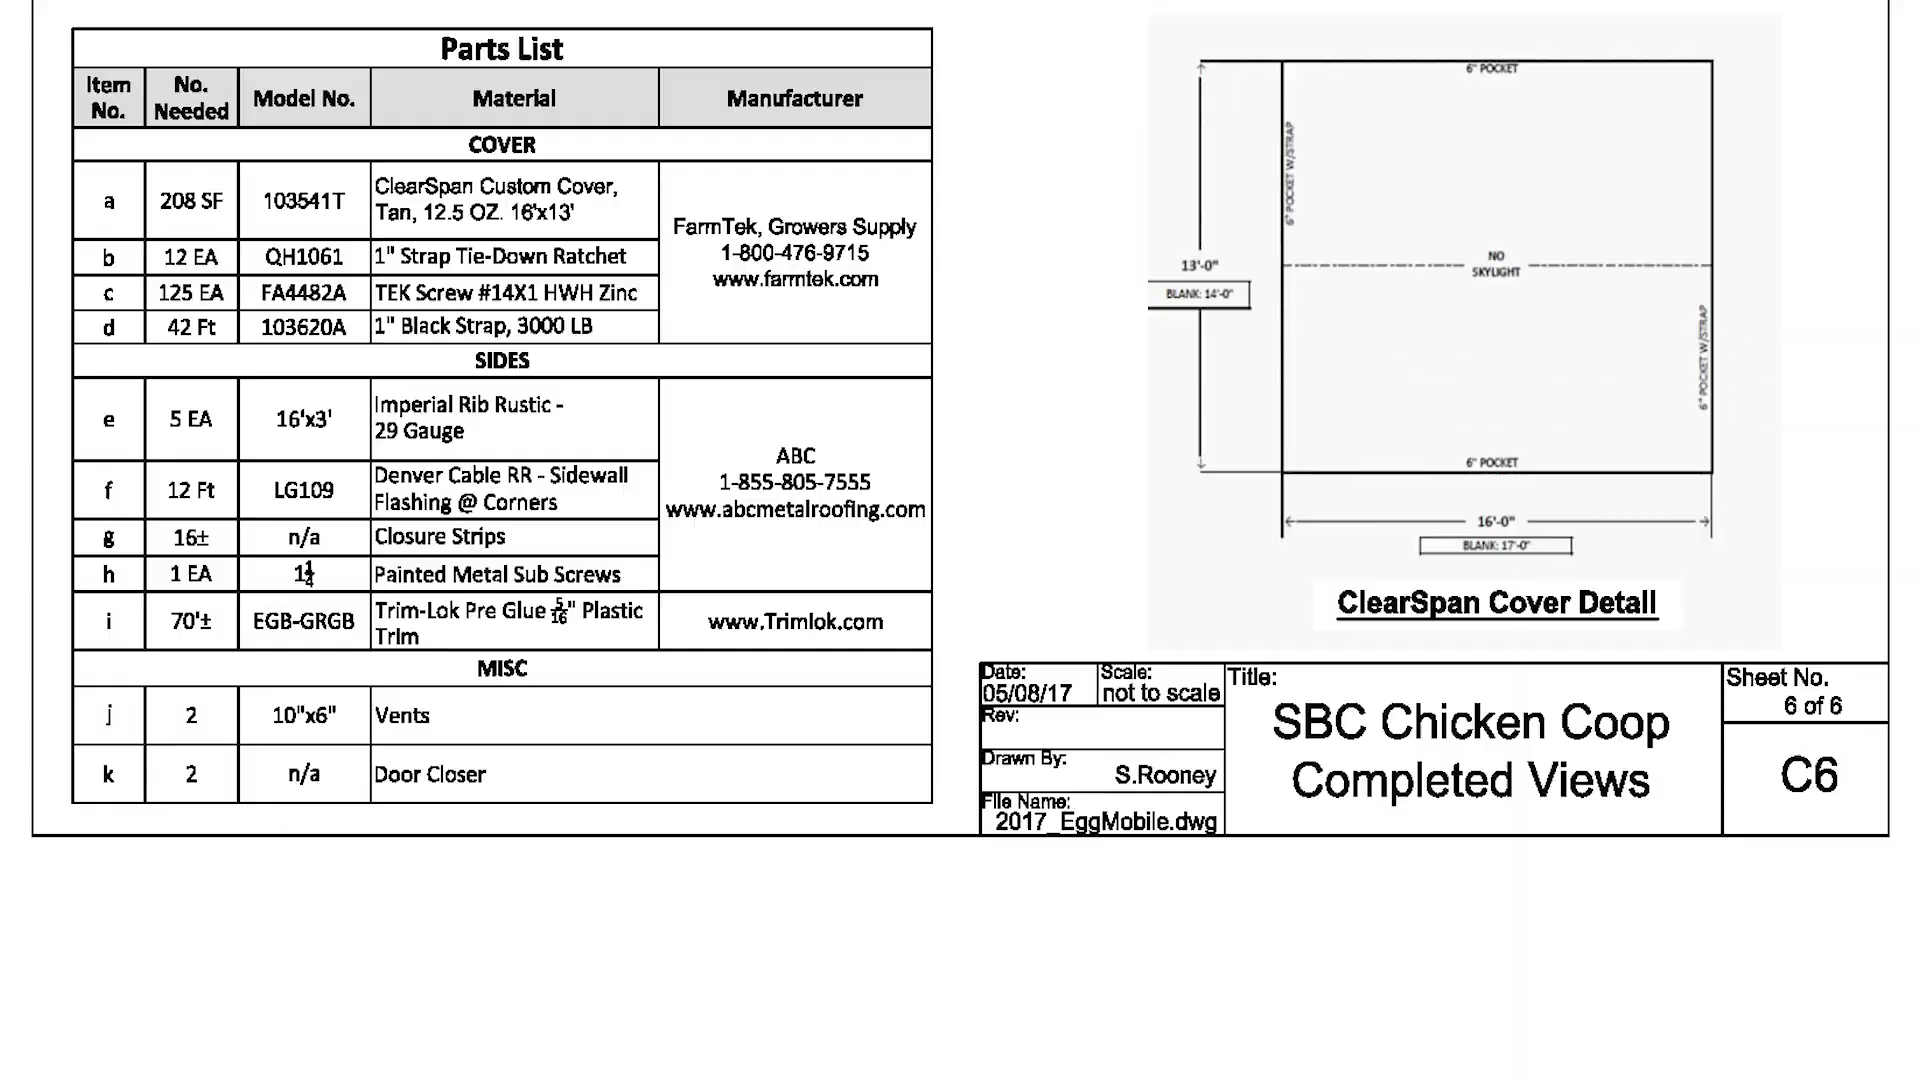 Parts List
Item No. | No. Needed | Model No. | Material | Manufacturer
COVER
a | 208 SF | 103541T | ClearSpan Custom Cover, Tan, 12.5 OZ. 16'x13' | FarmTek, Growers Supply 1-800-476-9715 www.farmtek.com
b | 12 EA | QH1061 | 1" Strap Tie-Down Ratchet
c | 125 EA | FA4482A | TEK Screw #14X1 HWH Zinc
d | 42 Ft | 103620A | 1" Black Strap, 3000 LB
SIDES
e | 5 EA | 16'x3' | Imperial Rib Rustic - 29 Gauge | ABC 1-855-805-7555 www.abcmetalroofing.com
f | 12 Ft | LG109 | Denver Cable RR - Sidewall Flashing @ Corners
g | 16± | n/a | Closure Strips
h | 1 EA | 1 1/4 | Painted Metal Sub Screws
i | 70'± | EGB-GRGB | Trim-Lok Pre Glue 5/16" Plastic Trim | www.Trimlok.com
MISC
j | 2 | 10"x6" | Vents
k | 2 | n/a | Door Closer
6" POCKET
6" POCKET W/STRAP
NO
SKYLIGHT
13'-0"
BLANK: 14'-0"
6" POCKET W/STRAP
6" POCKET
16'-0"
BLANK: 17'-0"
ClearSpan Cover Detail
Date:
05/08/17
Scale:
not to scale
Rev:
Drawn By:
S.Rooney
File Name:
2017_EggMobile.dwg
Title:
SBC Chicken Coop
Completed Views
Sheet No.
6 of 6
C6